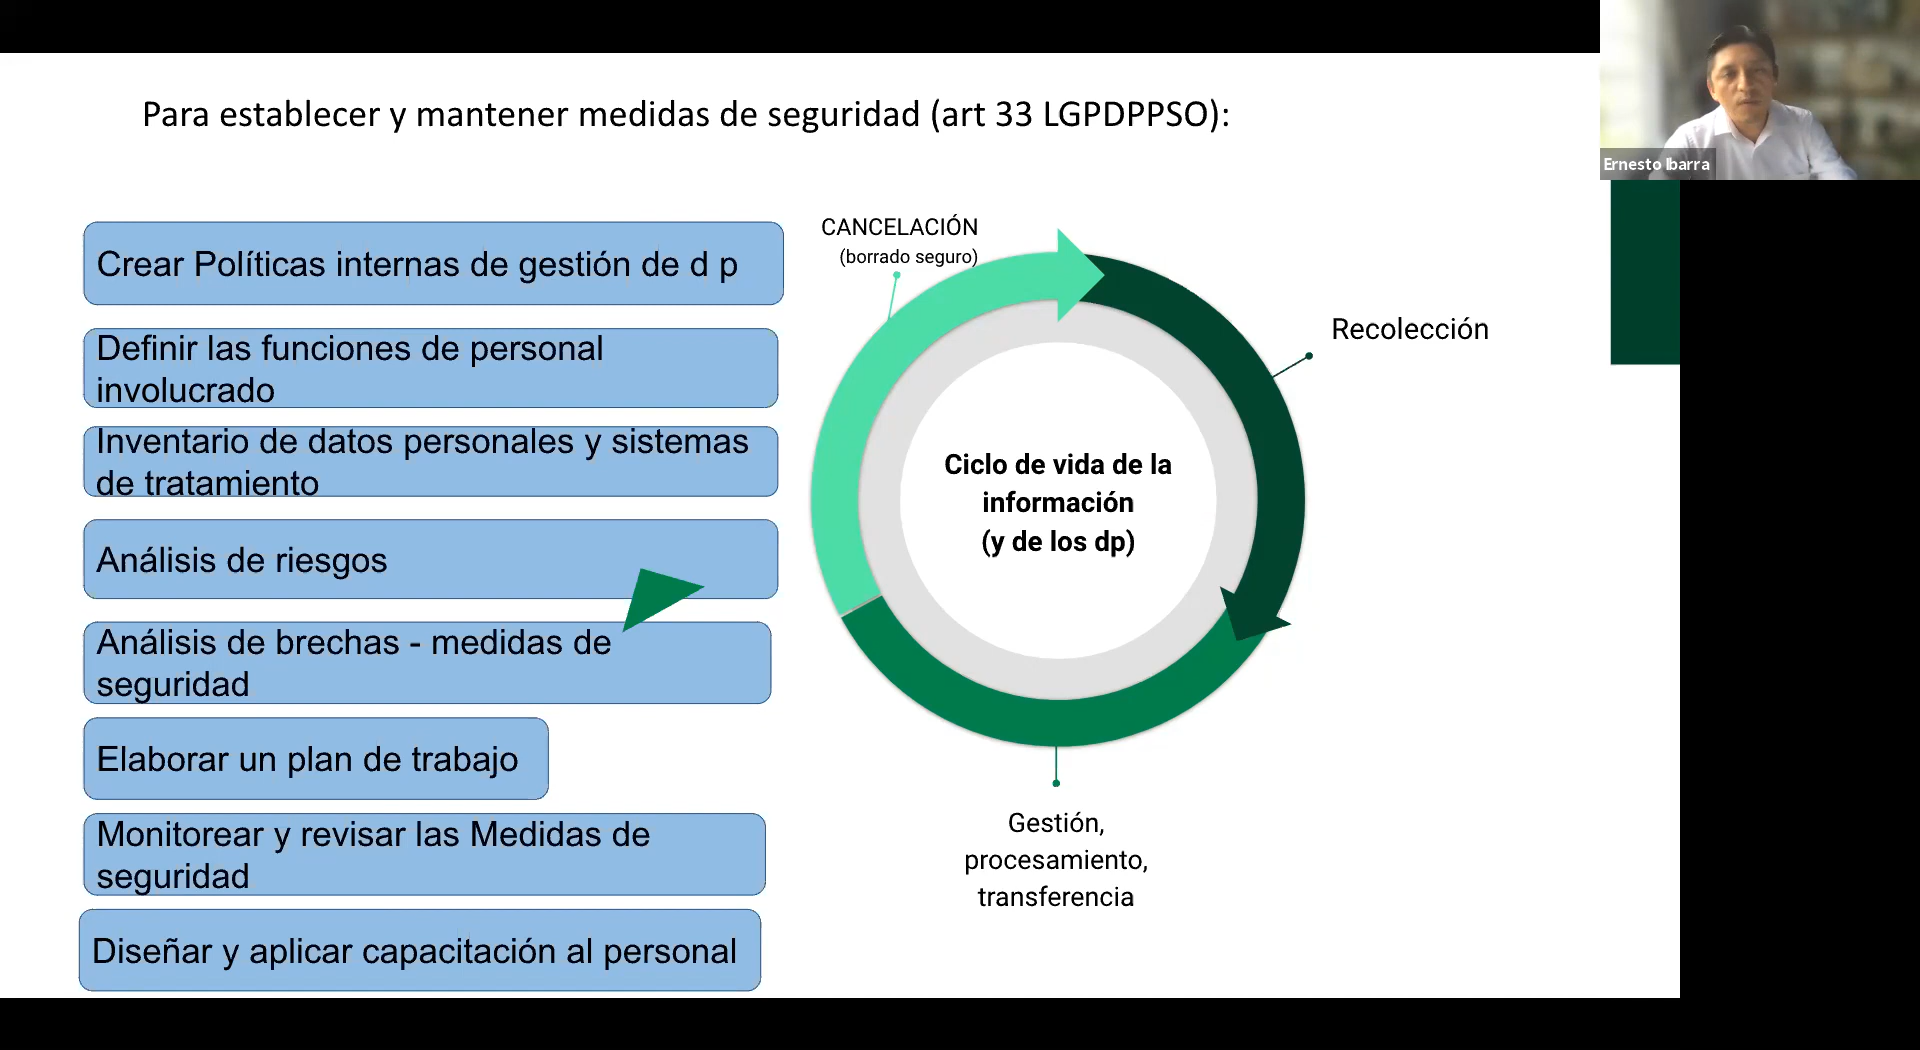 Para establecer y mantener medidas de seguridad (art 33 LGPDPPSO):
Ernesto Ibarra
Crear Políticas internas de gestión de d p
Definir las funciones de personal
involucrado
Inventario de datos personales y sistemas
de tratamiento
Análisis de riesgos
Análisis de brechas - medidas de
seguridad
Elaborar un plan de trabajo
Monitorear y revisar las Medidas de
seguridad
Diseñar y aplicar capacitación al personal
CANCELACIÓN
(borrado seguro)
Recolección
Ciclo de vida de la
información
(y de los dp)
Gestión,
procesamiento,
transferencia